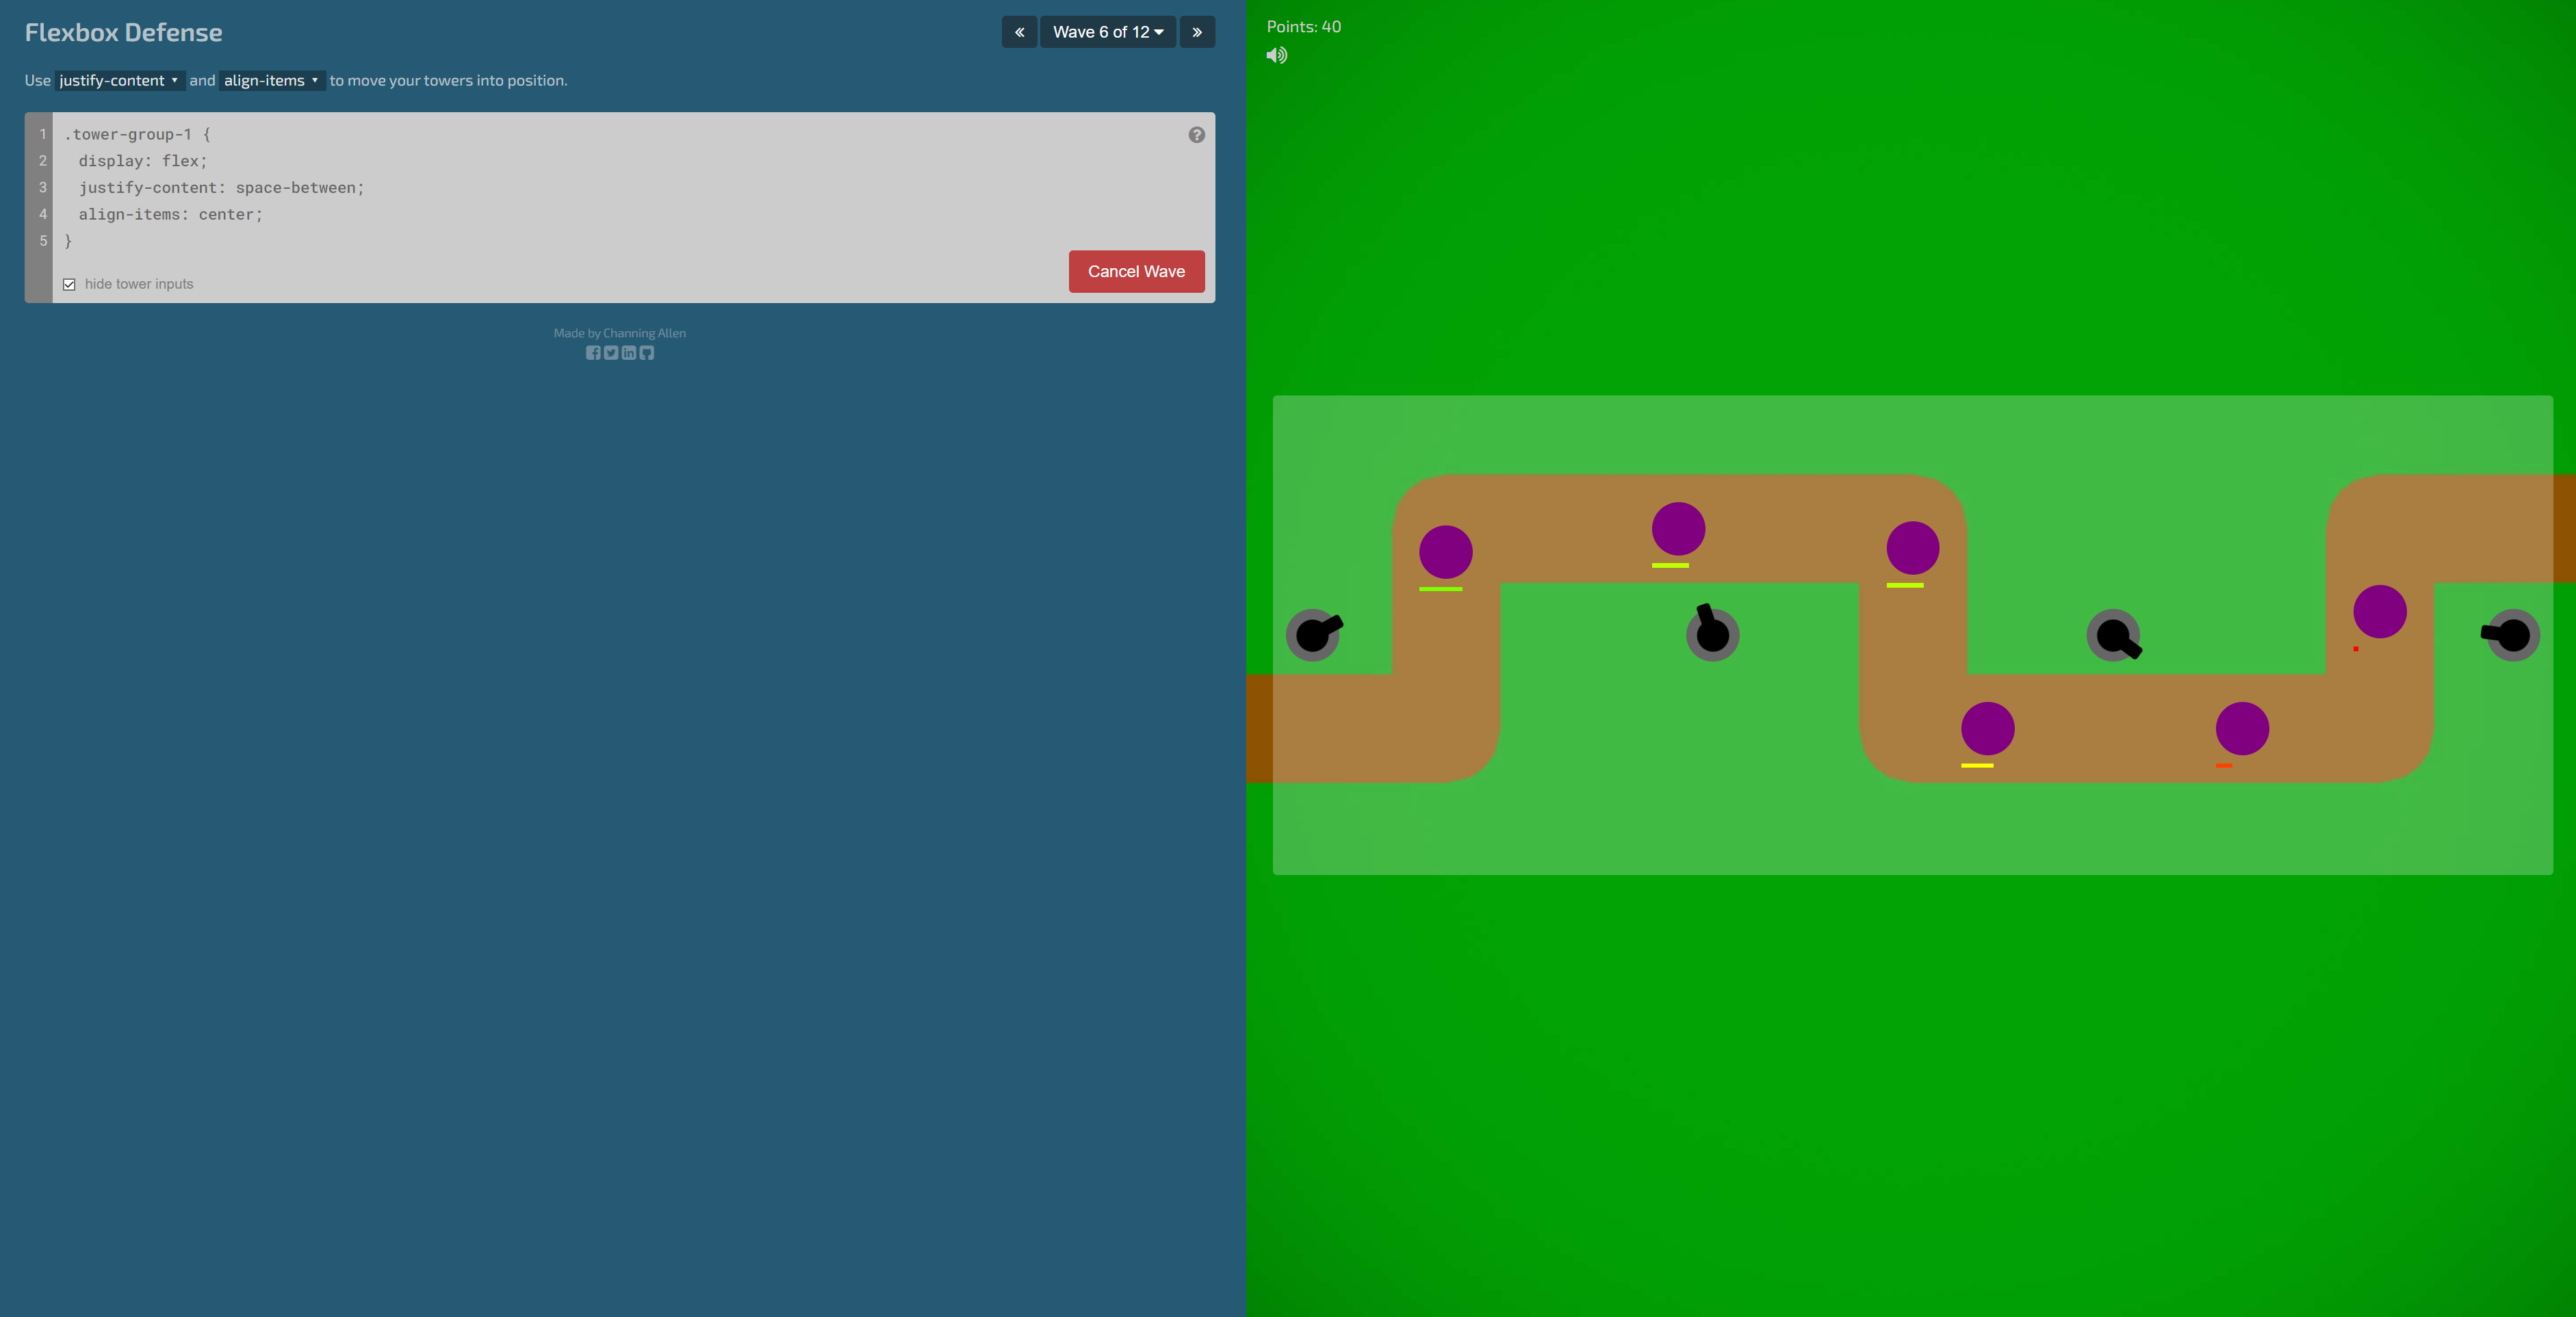 Flexbox Defense
« Wave 6 of 12 »
Use justify-content and align-items to move your towers into position.
1 .tower-group-1 {
2 display: flex;
3 justify-content: space-between;
4 align-items: center;
5 }
?
hide tower inputs
Cancel Wave
Made by Channing Allen
Points: 40